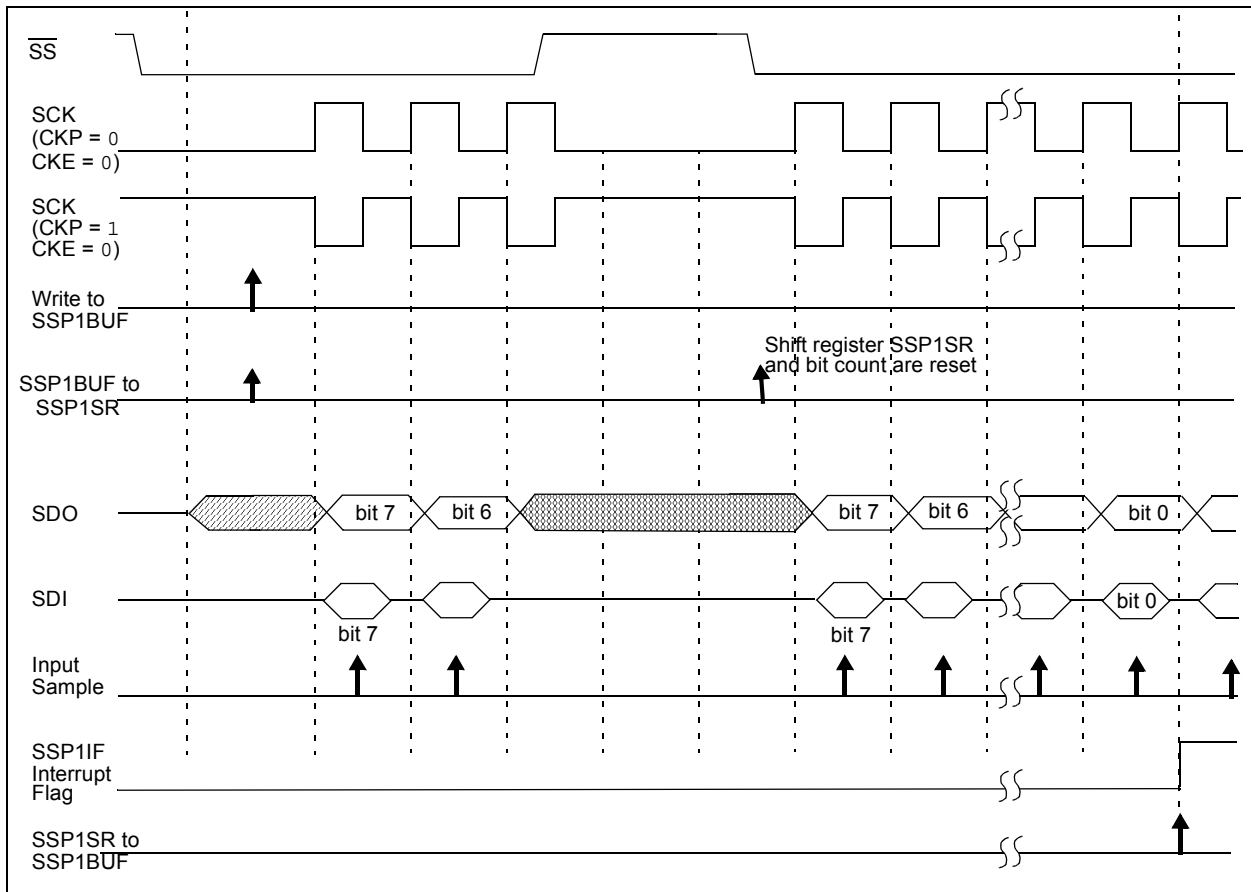 SS
SCK
(CKP = 0
CKE = 0)
SCK
(CKP = 1
CKE = 0)
Write to
SSP1BUF
Shift register SSP1SR
and bit count are reset
SSP1BUF to
SSP1SR
SDO
bit 7
bit 6
bit 7
bit 6
bit 0
SDI
bit 0
bit 7
bit 7
Input
Sample
SSP1IF
Interrupt
Flag
SSP1SR to
SSP1BUF